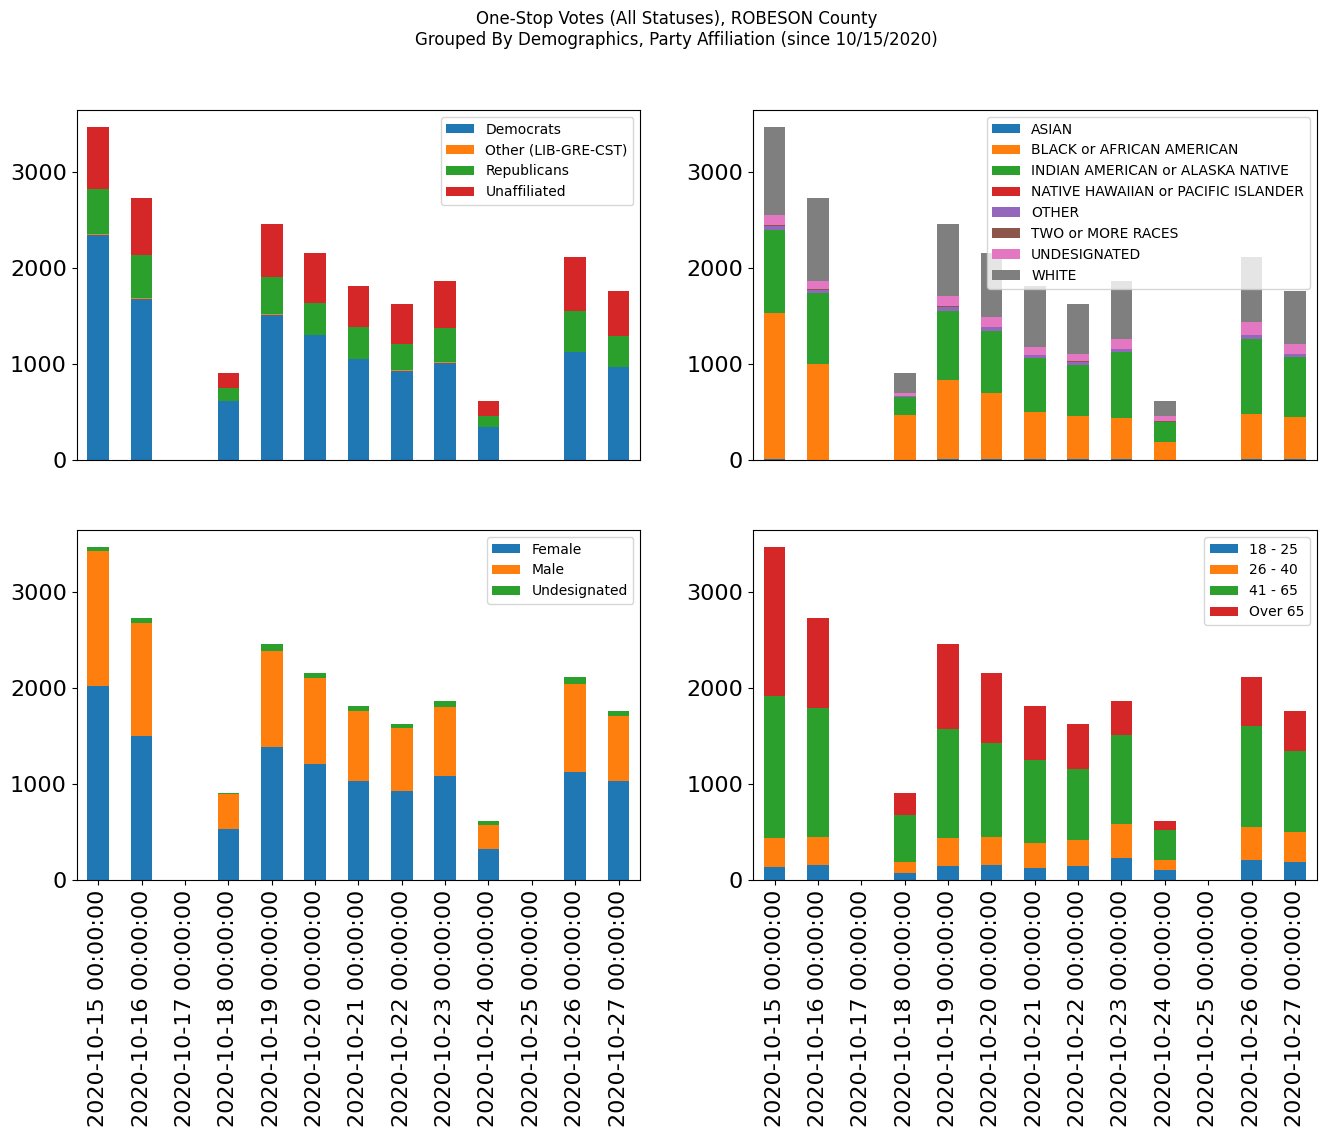 One-Stop Votes (All Statuses), ROBESON County
Grouped By Demographics, Party Affiliation (since 10/15/2020)
3000
2000
1000
0
Democrats
Other (LIB-GRE-CST)
Republicans
Unaffiliated
3000
2000
1000
0
ASIAN
BLACK or AFRICAN AMERICAN
INDIAN AMERICAN or ALASKA NATIVE
NATIVE HAWAIIAN or PACIFIC ISLANDER
OTHER
TWO or MORE RACES
UNDESIGNATED
WHITE
3000
2000
1000
0
Female
Male
Undesignated
2020-10-15 00:00:00
2020-10-16 00:00:00
2020-10-17 00:00:00
2020-10-18 00:00:00
2020-10-19 00:00:00
2020-10-20 00:00:00
2020-10-21 00:00:00
2020-10-22 00:00:00
2020-10-23 00:00:00
2020-10-24 00:00:00
2020-10-25 00:00:00
2020-10-26 00:00:00
2020-10-27 00:00:00
3000
2000
1000
0
18 - 25
26 - 40
41 - 65
Over 65
2020-10-15 00:00:00
2020-10-16 00:00:00
2020-10-17 00:00:00
2020-10-18 00:00:00
2020-10-19 00:00:00
2020-10-20 00:00:00
2020-10-21 00:00:00
2020-10-22 00:00:00
2020-10-23 00:00:00
2020-10-24 00:00:00
2020-10-25 00:00:00
2020-10-26 00:00:00
2020-10-27 00:00:00